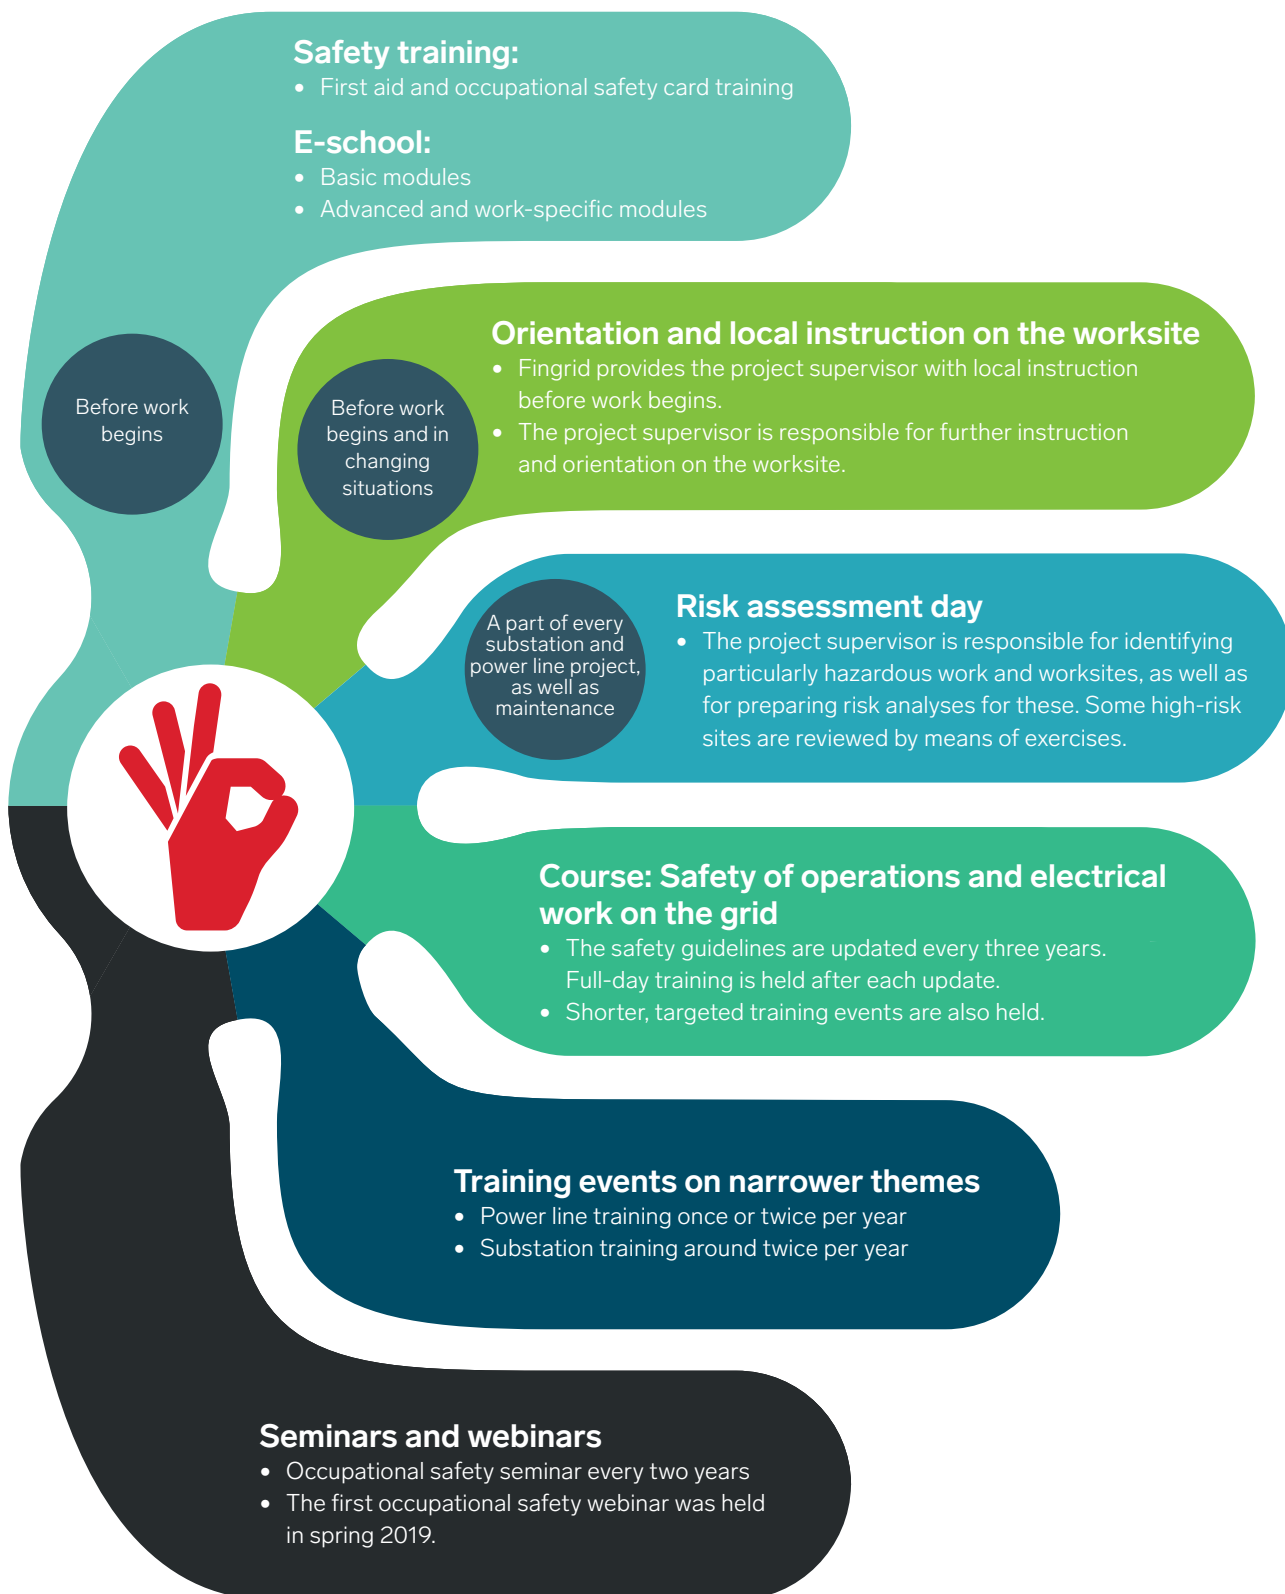 Safety training:
• First aid and occupational safety card training
E-school:
• Basic modules
• Advanced and work-specific modules
Before work
begins
Orientation and local instruction on the worksite
• Fingrid provides the project supervisor with local instruction
before work begins.
• The project supervisor is responsible for further instruction
and orientation on the worksite.
Before work
begins and in
changing
situations
Risk assessment day
• The project supervisor is responsible for identifying
particularly hazardous work and worksites, as well as
for preparing risk analyses for these. Some high-risk
sites are reviewed by means of exercises.
A part of every
substation and
power line project,
as well as
maintenance
Course: Safety of operations and electrical
work on the grid
• The safety guidelines are updated every three years.
Full-day training is held after each update.
• Shorter, targeted training events are also held.
Training events on narrower themes
• Power line training once or twice per year
• Substation training around twice per year
Seminars and webinars
• Occupational safety seminar every two years
• The first occupational safety webinar was held
in spring 2019.